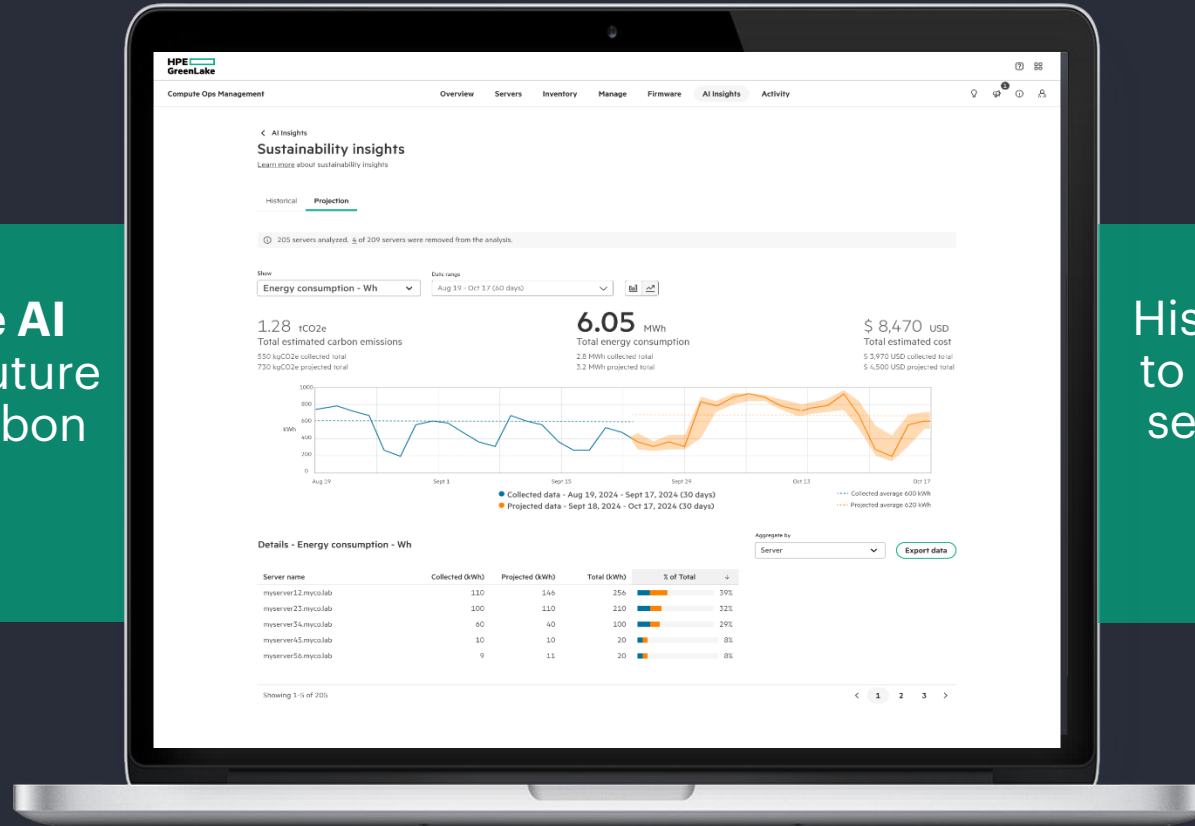 HPE
GreenLake
Compute Ops Management
Overview Servers Inventory Manage Firmware AI Insights Activity
1
AI Insights
Sustainability insights
Learn more about sustainability insights
Historical Projection
205 servers analyzed. 4 of 209 servers were removed from the analysis.
Show
Energy consumption - Wh
Date range
Aug 19 - Oct 17 (60 days)
1.28 tCO2e
Total estimated carbon emissions
550 kgCO2e collected total
730 kgCO2e projected total
6.05 MWh
Total energy consumption
2.8 MWh collected total
3.2 MWh projected total
$ 8,470 USD
Total estimated cost
$ 3,970 USD collected total
$ 4,500 USD projected total
1000
800
600
kWh
400
200
0
Aug 19 Sept 1 Sept 15 Sept 29 Oct 13 Oct 17
Collected data - Aug 19, 2024 - Sept 17, 2024 (30 days)
Projected data - Sept 18, 2024 - Oct 17, 2024 (30 days)
Collected average 600 kWh
Projected average 620 kWh
Details - Energy consumption - Wh
Aggregate by
Server
Export data
Server name Collected (kWh) Projected (kWh) Total (kWh) % of Total
myserver12.myco.lab 110 146 256 39%
myserver23.myco.lab 100 110 210 32%
myserver34.myco.lab 60 40 100 29%
myserver45.myco.lab 10 10 20 8%
myserver56.myco.lab 9 11 20 8%
Showing 1-5 of 205
1 2 3
e AI
uture
bon
His
to
se